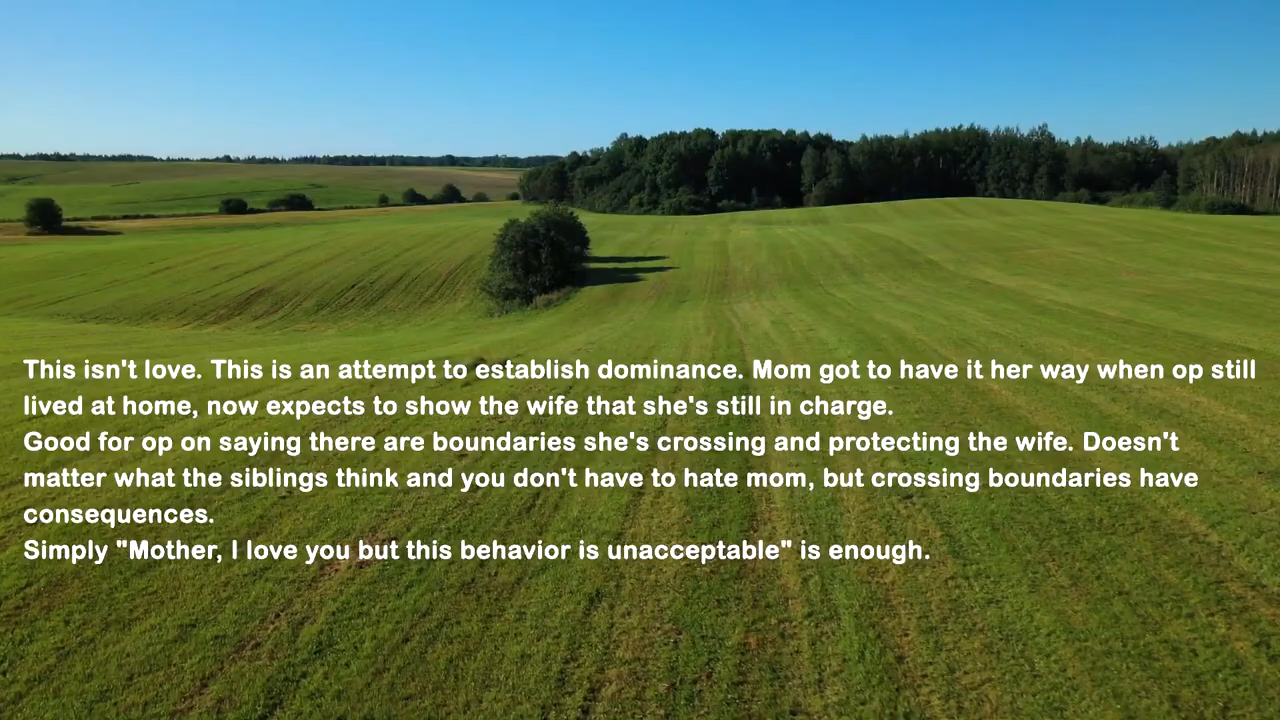 This isn't love. This is an attempt to establish dominance. Mom got to have it her way when op still
lived at home, now expects to show the wife that she's still in charge.
Good for op on saying there are boundaries she's crossing and protecting the wife. Doesn't
matter what the siblings think and you don't have to hate mom, but crossing boundaries have
consequences.
Simply "Mother, I love you but this behavior is unacceptable" is enough.